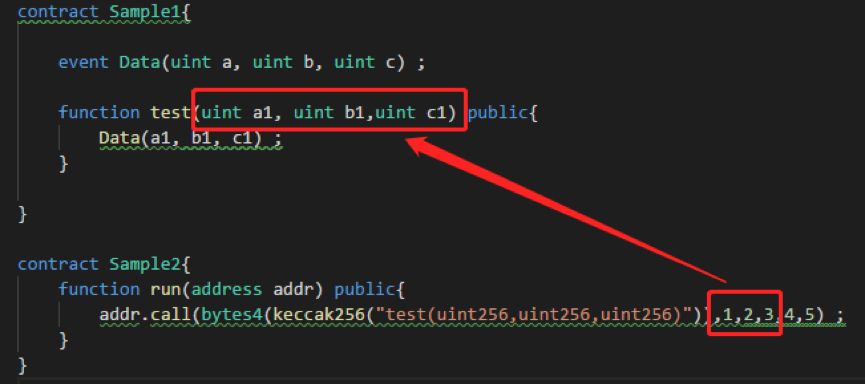 contract Sample1{
event Data(uint a, uint b, uint c) ;
function test(uint a1, uint b1,uint c1) public{
Data(a1, b1, c1) ;
}
}
contract Sample2{
function run(address addr) public{
addr.call(bytes4(keccak256("test(uint256,uint256,uint256)")),1,2,3,4,5) ;
}
}